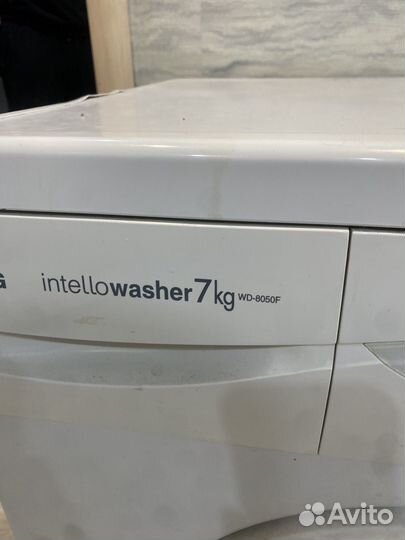 G intellowasher 7kg WD-8050F
Avito